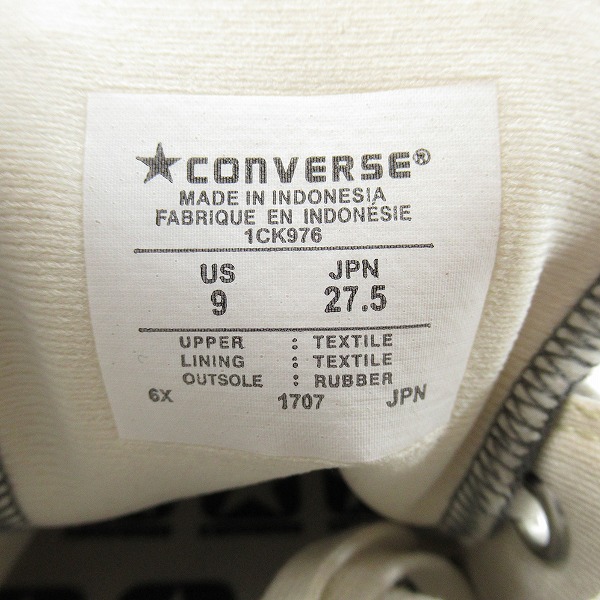 ★CONVERSE®
MADE IN INDONESIA
FABRIQUE EN INDONÉSIE
1CK976
US JPN
9 27.5
UPPER : TEXTILE
LINING : TEXTILE
OUTSOLE : RUBBER
6X 1707 JPN